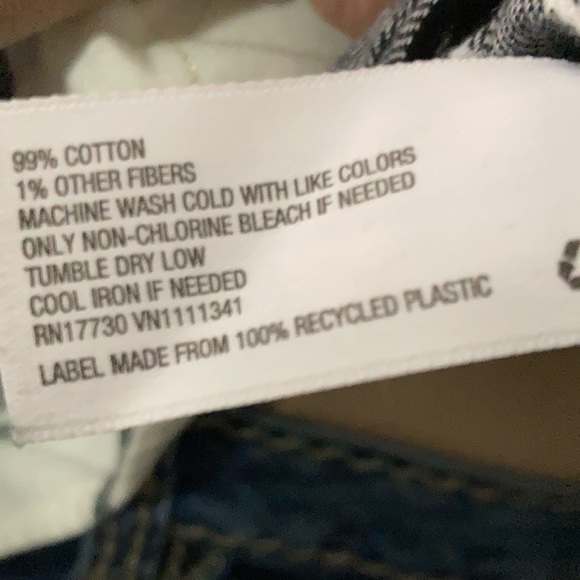 99% COTTON
1% OTHER FIBERS
MACHINE WASH COLD WITH LIKE COLORS
ONLY NON-CHLORINE BLEACH IF NEEDED
TUMBLE DRY LOW
COOL IRON IF NEEDED
RN17730 VN1111341
LABEL MADE FROM 100% RECYCLED PLASTIC